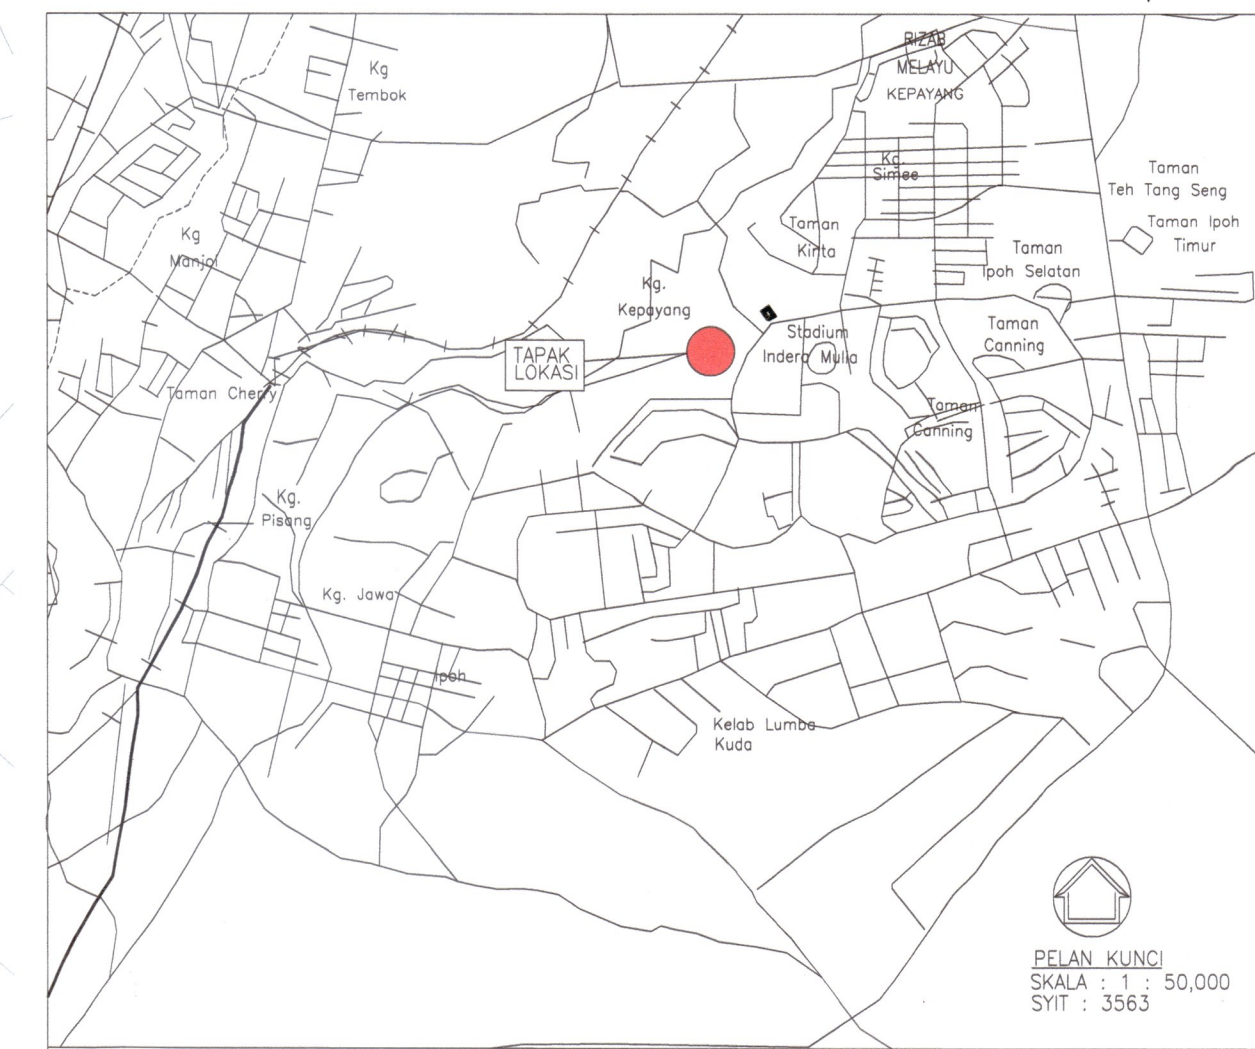 RIZAB
MELAYU
KEPAYANG
Kg
Tembok
Kg.
Simee
Taman
Teh Tang Seng
Taman Ipoh
Timur
Taman
Kinta
Kg
Manjoi
Taman
Ipoh Selatan
Kg.
Kepayang
Stadium
Indera Mulia
Taman
Canning
TAPAK
LOKASI
Taman Cherry
Taman
Canning
Kg.
Pisang
Kg. Jawa
Ipoh
Kelab Lumba
Kuda
PELAN KUNCI
SKALA : 1 : 50,000
SYIT : 3563